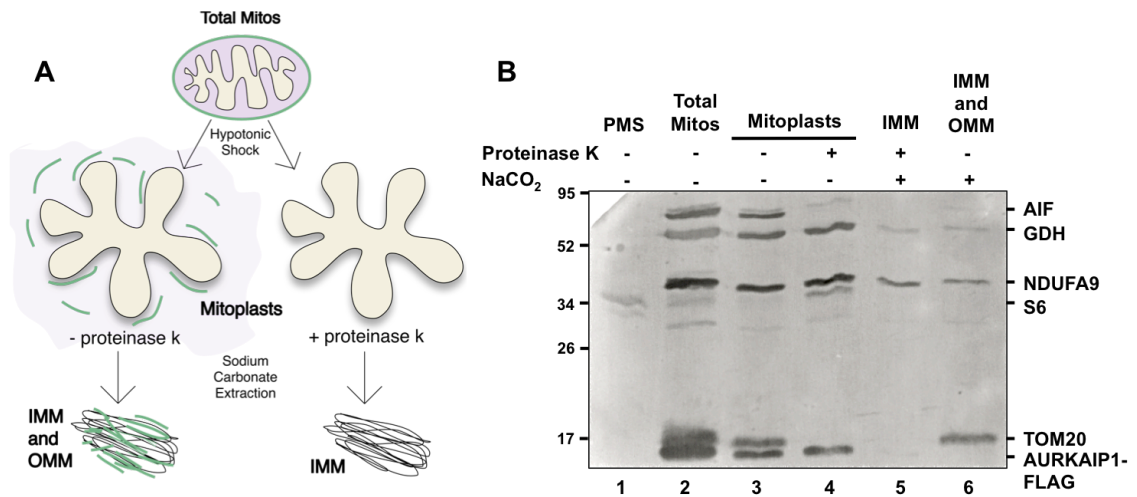 A
Total Mitos
Hypotonic
Shock
Mitoplasts
- proteinase k
+ proteinase k
Sodium
Carbonate
Extraction
IMM
and
OMM
IMM
B
PMS
Total
Mitos
Mitoplasts
IMM
IMM
and
OMM
Proteinase K - - - + + -
NaCO2 - - - - + +
95
52
34
26
17
AIF
GDH
NDUFA9
S6
TOM20
AURKAIP1-
FLAG
1 2 3 4 5 6